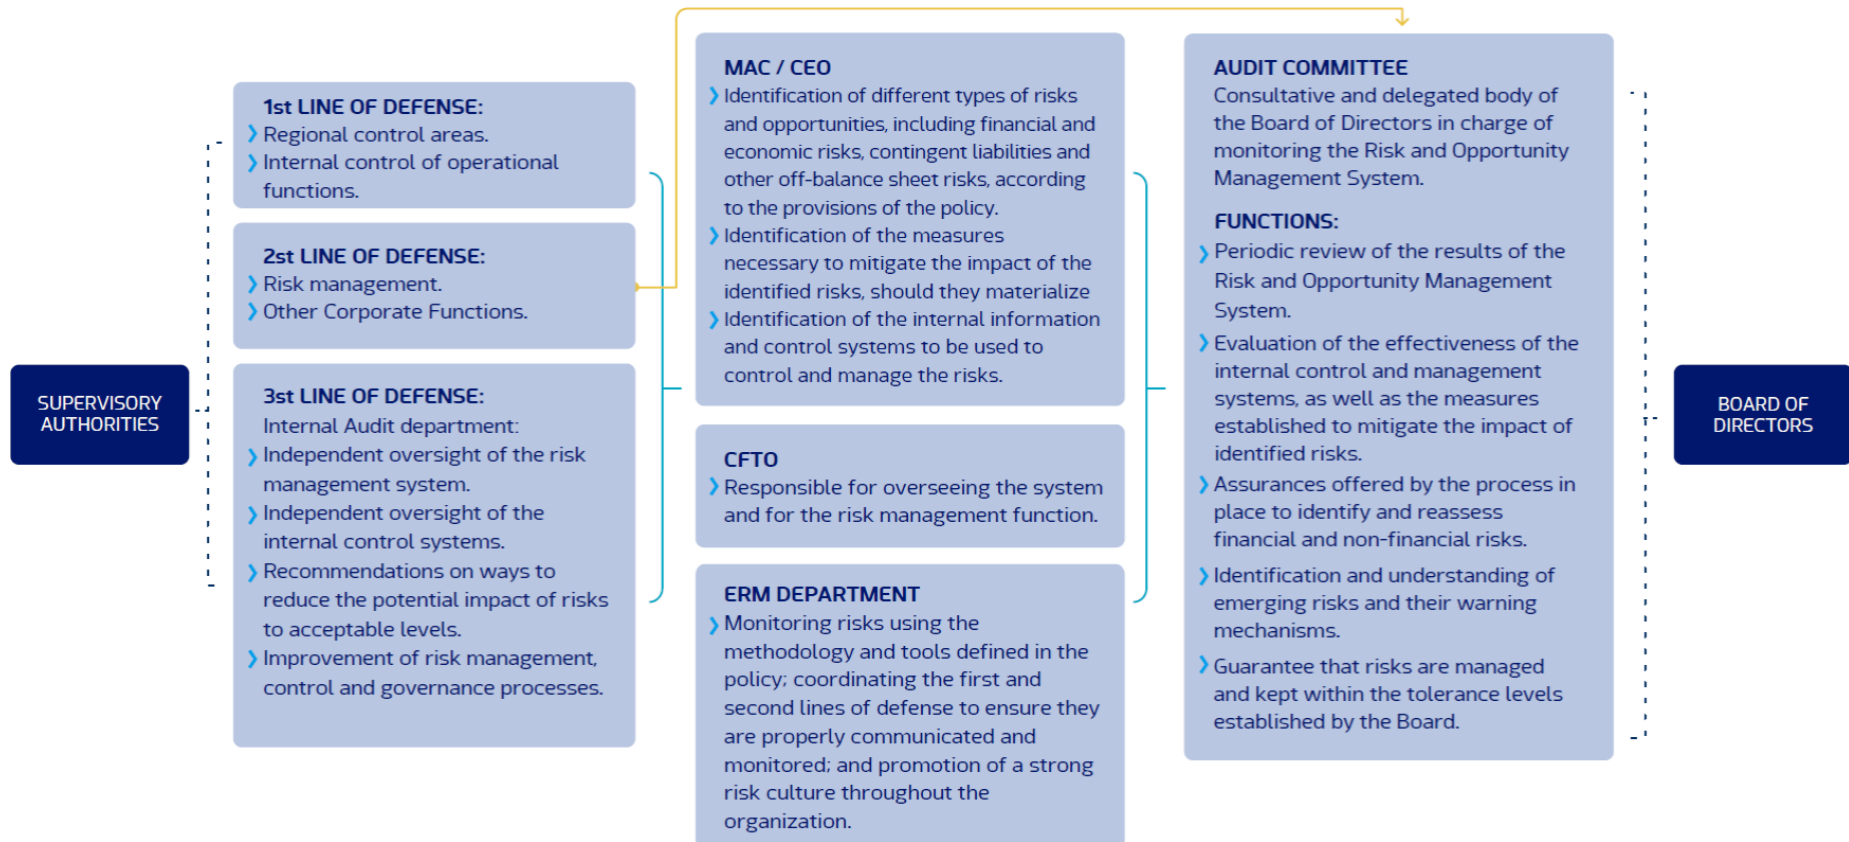 SUPERVISORY
AUTHORITIES
1st LINE OF DEFENSE:
Regional control areas.
Internal control of operational
functions.
2st LINE OF DEFENSE:
Risk management.
Other Corporate Functions.
3st LINE OF DEFENSE:
Internal Audit department:
Independent oversight of the risk
management system.
Independent oversight of the
internal control systems.
Recommendations on ways to
reduce the potential impact of risks
to acceptable levels.
Improvement of risk management,
control and governance processes.
MAC / CEO
Identification of different types of risks
and opportunities, including financial and
economic risks, contingent liabilities and
other off-balance sheet risks, according
to the provisions of the policy.
Identification of the measures
necessary to mitigate the impact of the
identified risks, should they materialize
Identification of the internal information
and control systems to be used to
control and manage the risks.
CFTO
Responsible for overseeing the system
and for the risk management function.
ERM DEPARTMENT
Monitoring risks using the
methodology and tools defined in the
policy; coordinating the first and
second lines of defense to ensure they
are properly communicated and
monitored; and promotion of a strong
risk culture throughout the
organization.
AUDIT COMMITTEE
Consultative and delegated body of
the Board of Directors in charge of
monitoring the Risk and Opportunity
Management System.
FUNCTIONS:
Periodic review of the results of the
Risk and Opportunity Management
System.
Evaluation of the effectiveness of the
internal control and management
systems, as well as the measures
established to mitigate the impact of
identified risks.
Assurances offered by the process in
place to identify and reassess
financial and non-financial risks.
Identification and understanding of
emerging risks and their warning
mechanisms.
Guarantee that risks are managed
and kept within the tolerance levels
established by the Board.
BOARD OF
DIRECTORS